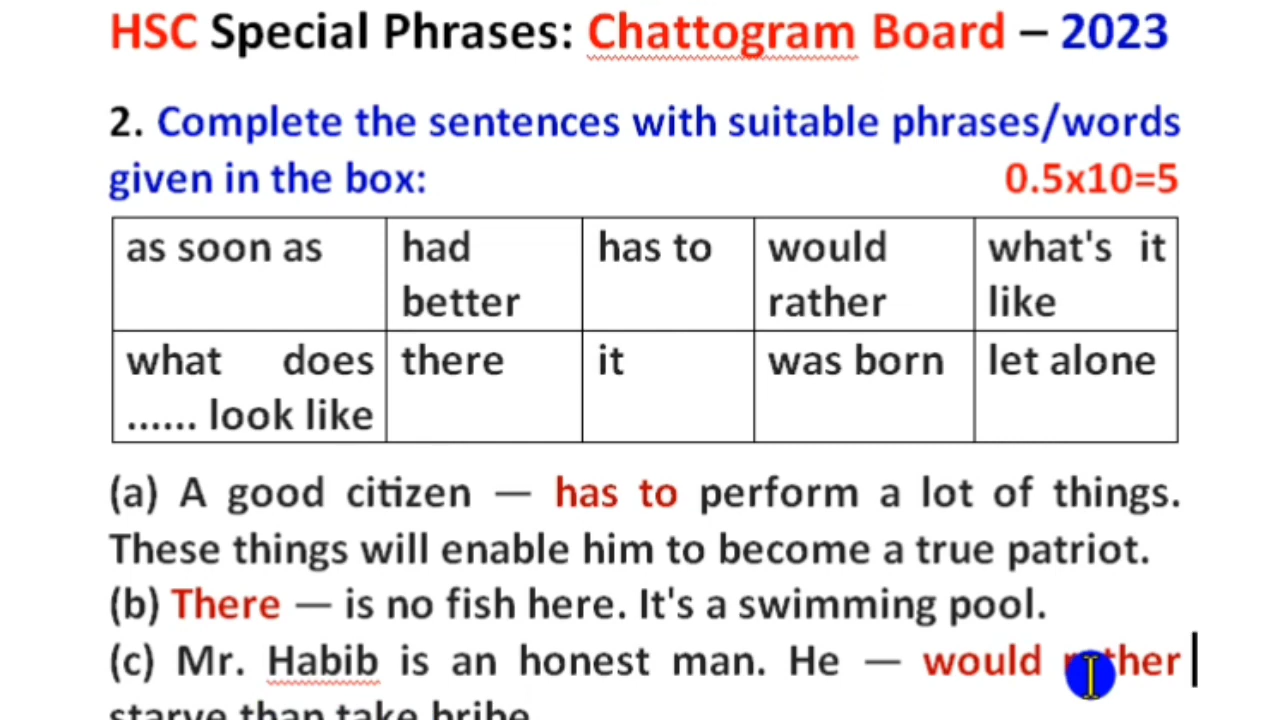 HSC Special Phrases: Chattogram Board – 2023
2. Complete the sentences with suitable phrases/words
given in the box: 0.5x10=5
as soon as had better has to would rather what's it like
what does ...... look like there it was born let alone
(a) A good citizen — has to perform a lot of things.
These things will enable him to become a true patriot.
(b) There — is no fish here. It's a swimming pool.
(c) Mr. Habib is an honest man. He — would rather
starve than take bribe